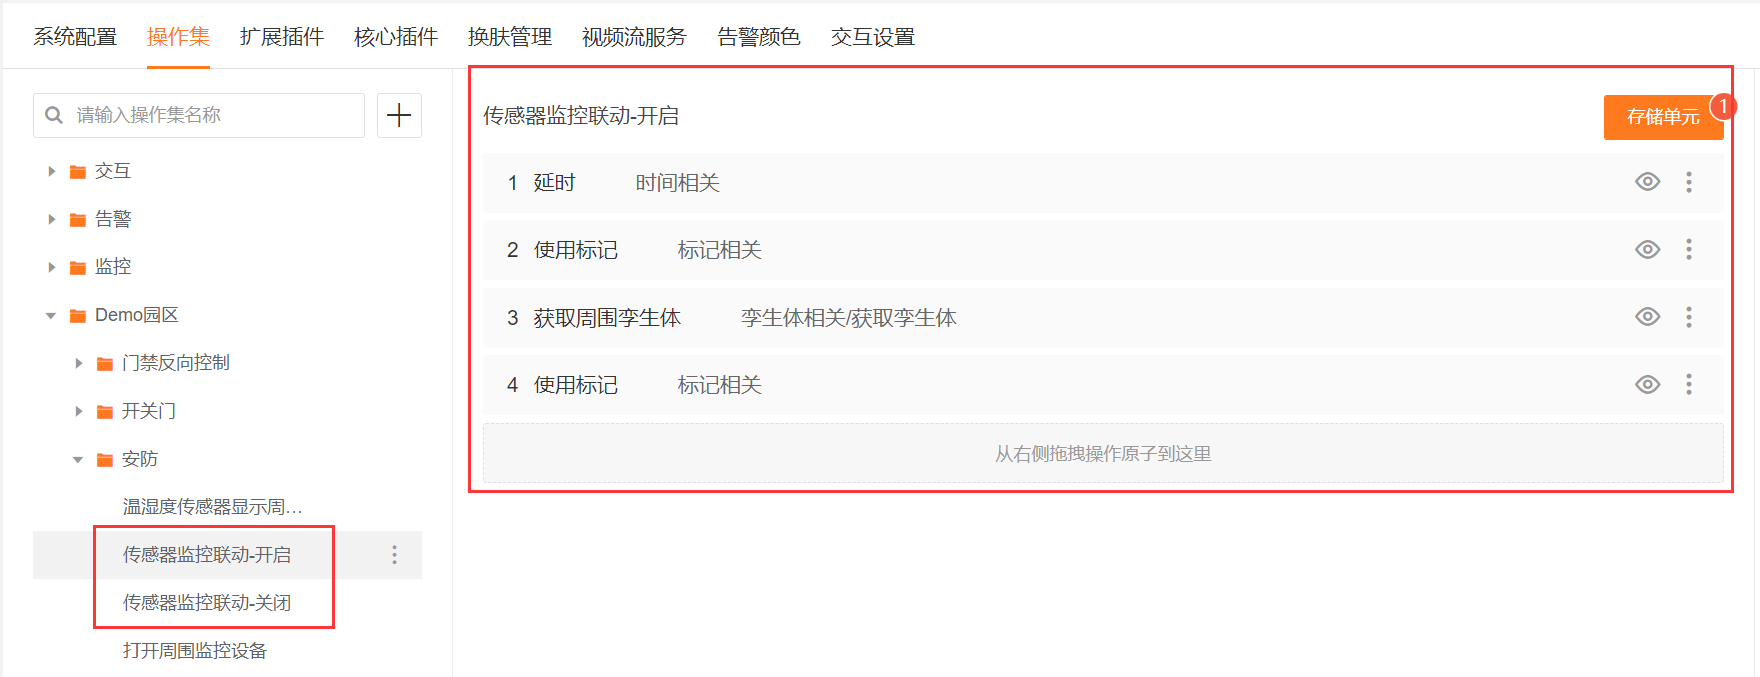 系统配置 操作集 扩展插件 核心插件 换肤管理 视频流服务 告警颜色 交互设置
请输入操作集名称
交互
告警
监控
Demo园区
门禁反向控制
开关门
安防
温湿度传感器显示周...
传感器监控联动-开启
传感器监控联动-关闭
打开周围监控设备
传感器监控联动-开启
存储单元 1
1 延时 时间相关
2 使用标记 标记相关
3 获取周围孪生体 孪生体相关/获取孪生体
4 使用标记 标记相关
从右侧拖拽操作原子到这里